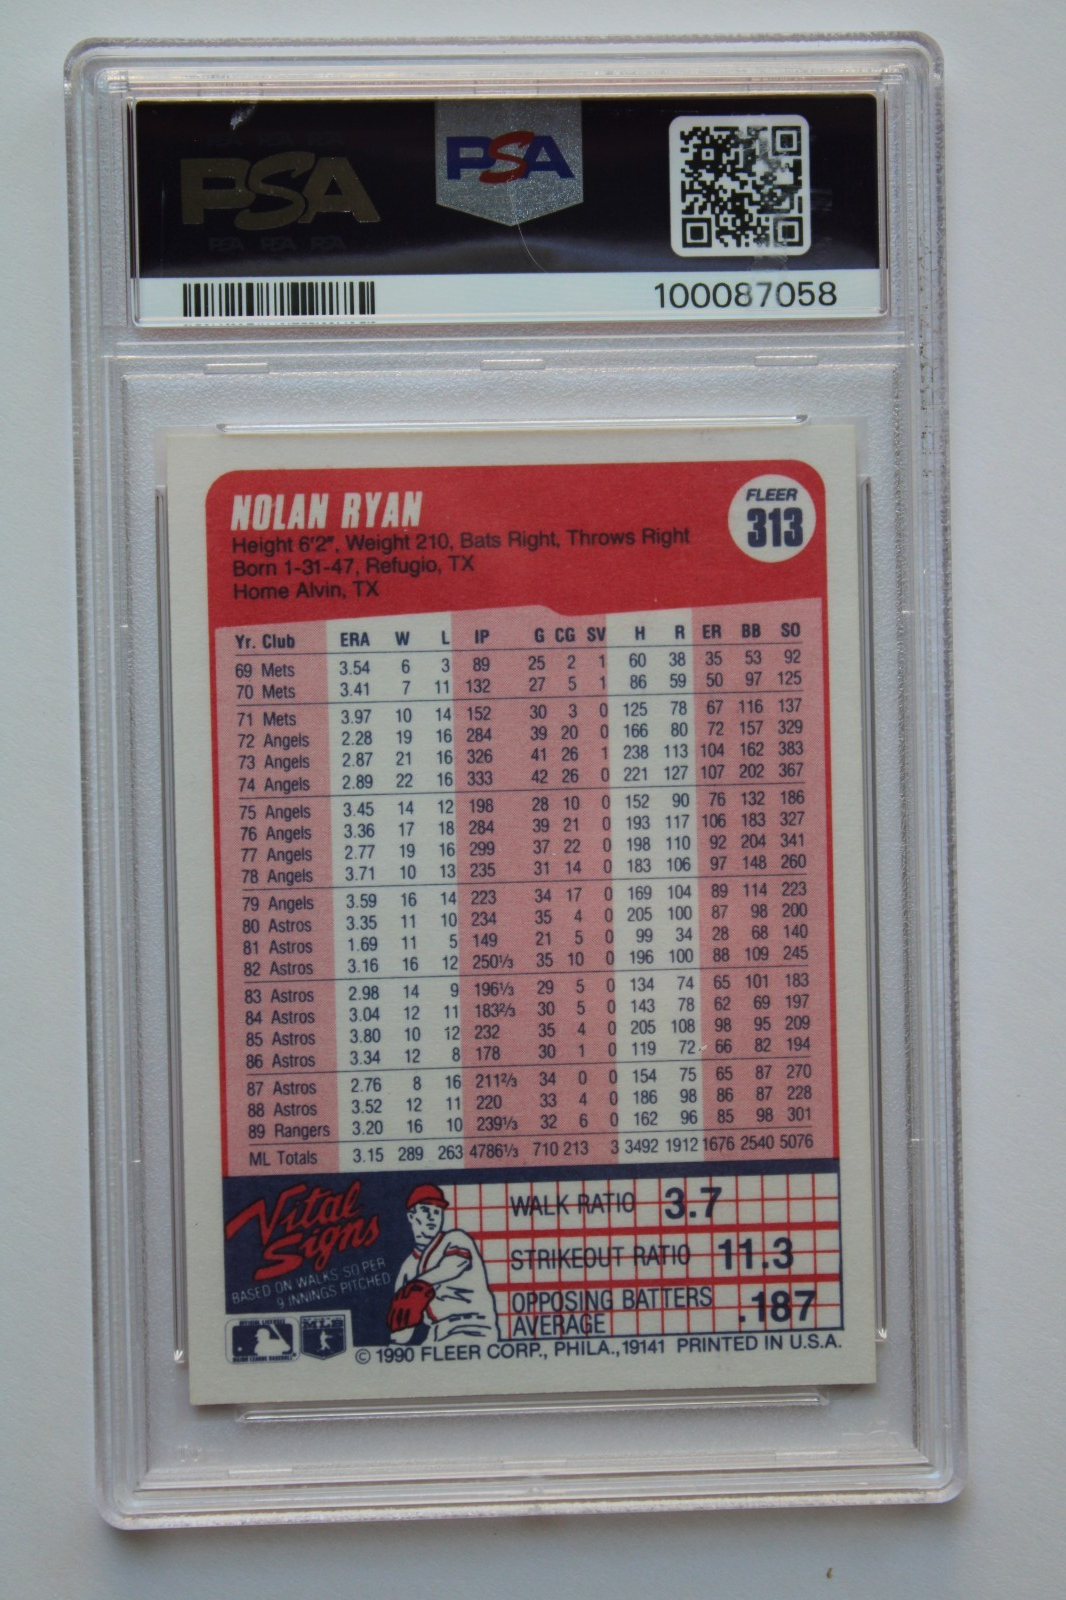 PSA PSA
PSA PSA PSA
100087058
NOLAN RYAN
FLEER
313
Height 6'2", Weight 210, Bats Right, Throws Right
Born 1-31-47, Refugio, TX
Home Alvin, TX
Yr. Club ERA W L IP G CG SV H R ER BB SO
69 Mets 3.54 6 3 89 25 2 1 60 38 35 53 92
70 Mets 3.41 7 11 132 27 5 1 86 59 50 97 125
71 Mets 3.97 10 14 152 30 3 0 125 78 67 116 137
72 Angels 2.28 19 16 284 39 20 0 166 80 72 157 329
73 Angels 2.87 21 16 326 41 26 1 238 113 104 162 383
74 Angels 2.89 22 16 333 42 26 0 221 127 107 202 367
75 Angels 3.45 14 12 198 28 10 0 152 90 76 132 186
76 Angels 3.36 17 18 284 39 21 0 193 117 106 183 327
77 Angels 2.77 19 16 299 37 22 0 198 110 92 204 341
78 Angels 3.71 10 13 235 31 14 0 183 106 97 148 260
79 Angels 3.59 16 14 223 34 17 0 169 104 89 114 223
80 Astros 3.35 11 10 234 35 4 0 205 100 87 98 200
81 Astros 1.69 11 5 149 21 5 0 99 34 28 68 140
82 Astros 3.16 16 12 250⅓ 35 10 0 196 100 88 109 245
83 Astros 2.98 14 9 196⅓ 29 5 0 134 74 65 101 183
84 Astros 3.04 12 11 183⅔ 30 5 0 143 78 62 69 197
85 Astros 3.80 10 12 232 35 4 0 205 108 98 95 209
86 Astros 3.34 12 8 178 30 1 0 119 72 66 82 194
87 Astros 2.76 8 16 211⅔ 34 0 0 154 75 65 87 270
88 Astros 3.52 12 11 220 33 4 0 186 98 86 87 228
89 Rangers 3.20 16 10 239⅓ 32 6 0 162 96 85 98 301
ML Totals 3.15 289 263 4786⅓ 710 213 3 3492 1912 1676 2540 5076
Vital
Signs
BASED ON WALKS, SO PER
9 INNINGS PITCHED
WALK RATIO 3.7
STRIKEOUT RATIO 11.3
OPPOSING BATTERS
AVERAGE .187
MLB
© 1990 FLEER CORP., PHILA., 19141 PRINTED IN U.S.A.